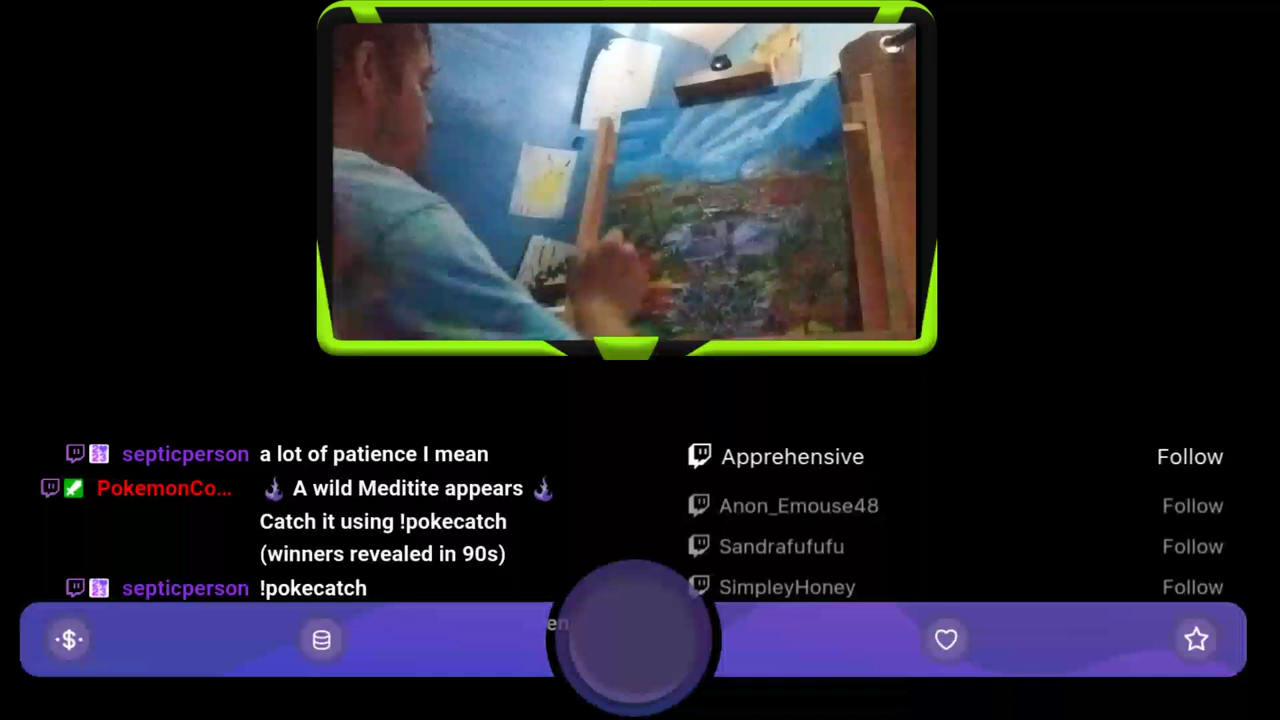 septicperson a lot of patience I mean
PokemonCo... A wild Meditite appears
Catch it using !pokecatch
(winners revealed in 90s)
septicperson !pokecatch
Apprehensive Follow
Anon_Emouse48 Follow
Sandrafufufu Follow
SimpleyHoney Follow
en